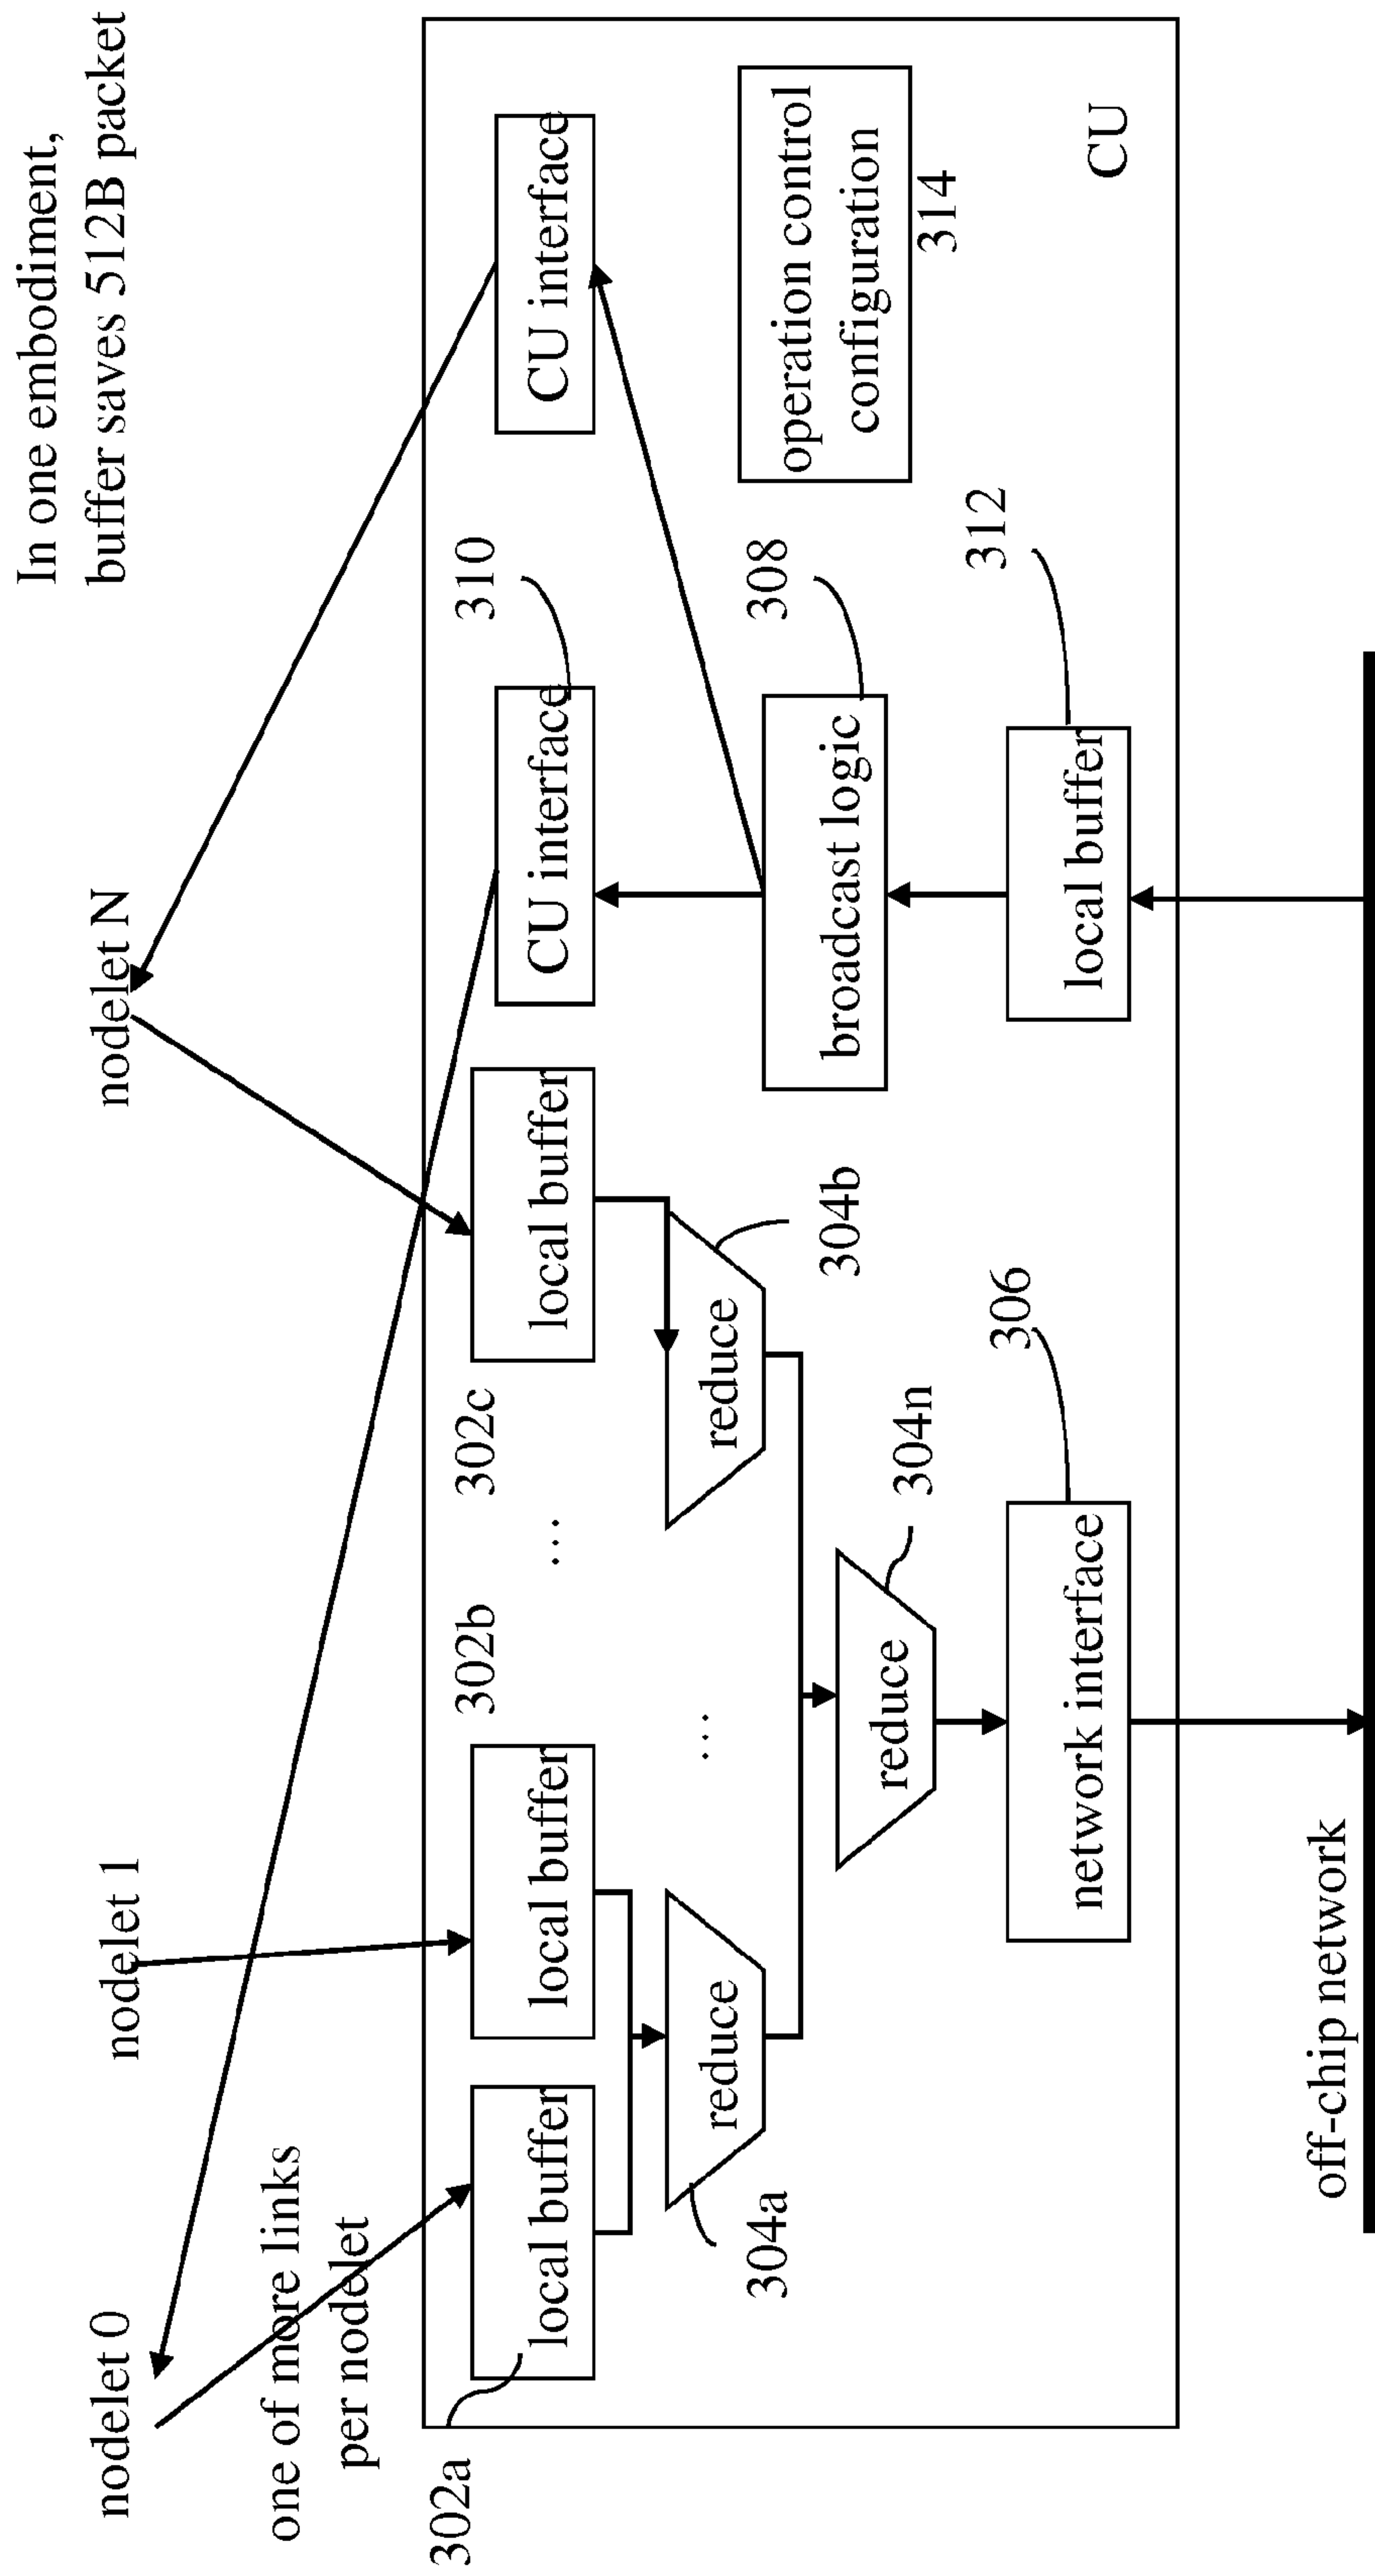 In one embodiment,
buffer saves 512B packet
nodelet 0
nodelet 1
nodelet N
one of more links
per nodelet
302a
local buffer
local buffer
302b
...
302c
local buffer
CU interface
310
CU interface
304a
reduce
...
reduce
304b
broadcast logic
308
operation control
configuration
314
reduce
304n
network interface
306
local buffer
312
CU
off-chip network